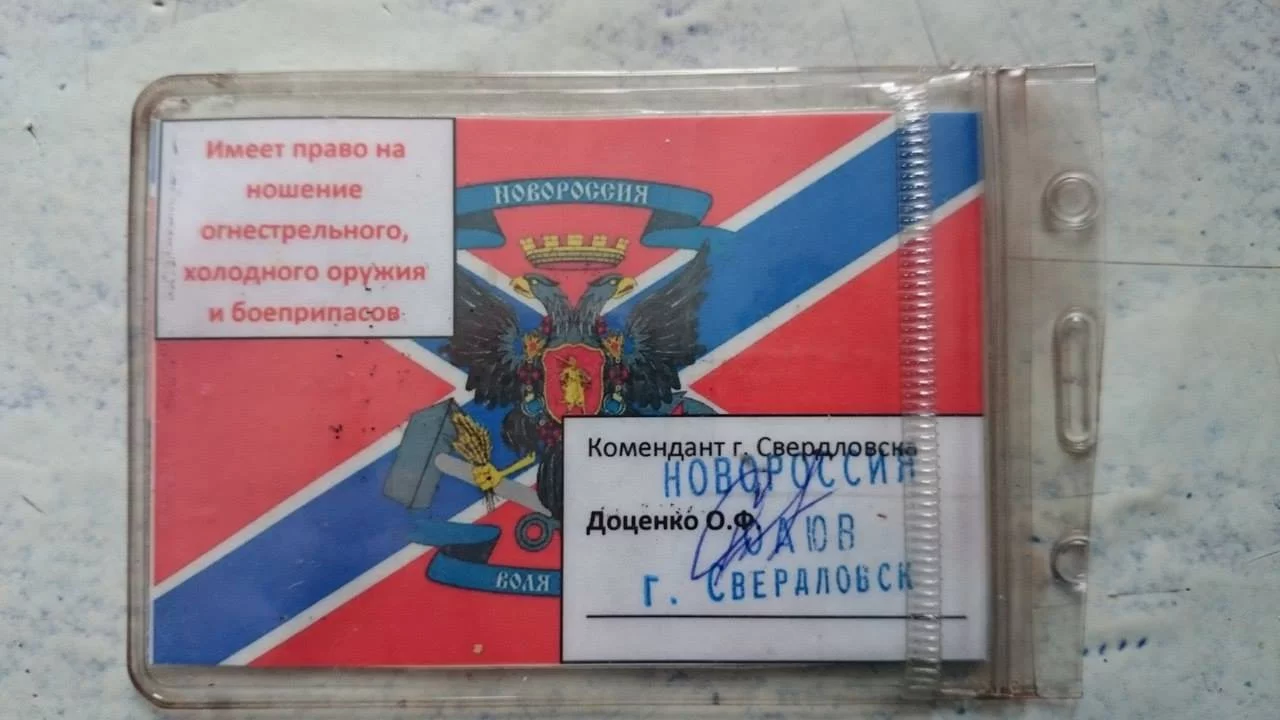 Имеет право на
ношение
огнестрельного,
холодного оружия
и боеприпасов
НОВОРОССИЯ
ВОЛЯ
Комендант г. Свердловска
НОВОРОССИЯ
Доценко О.Ф.
г. СВЕРДЛОВСК